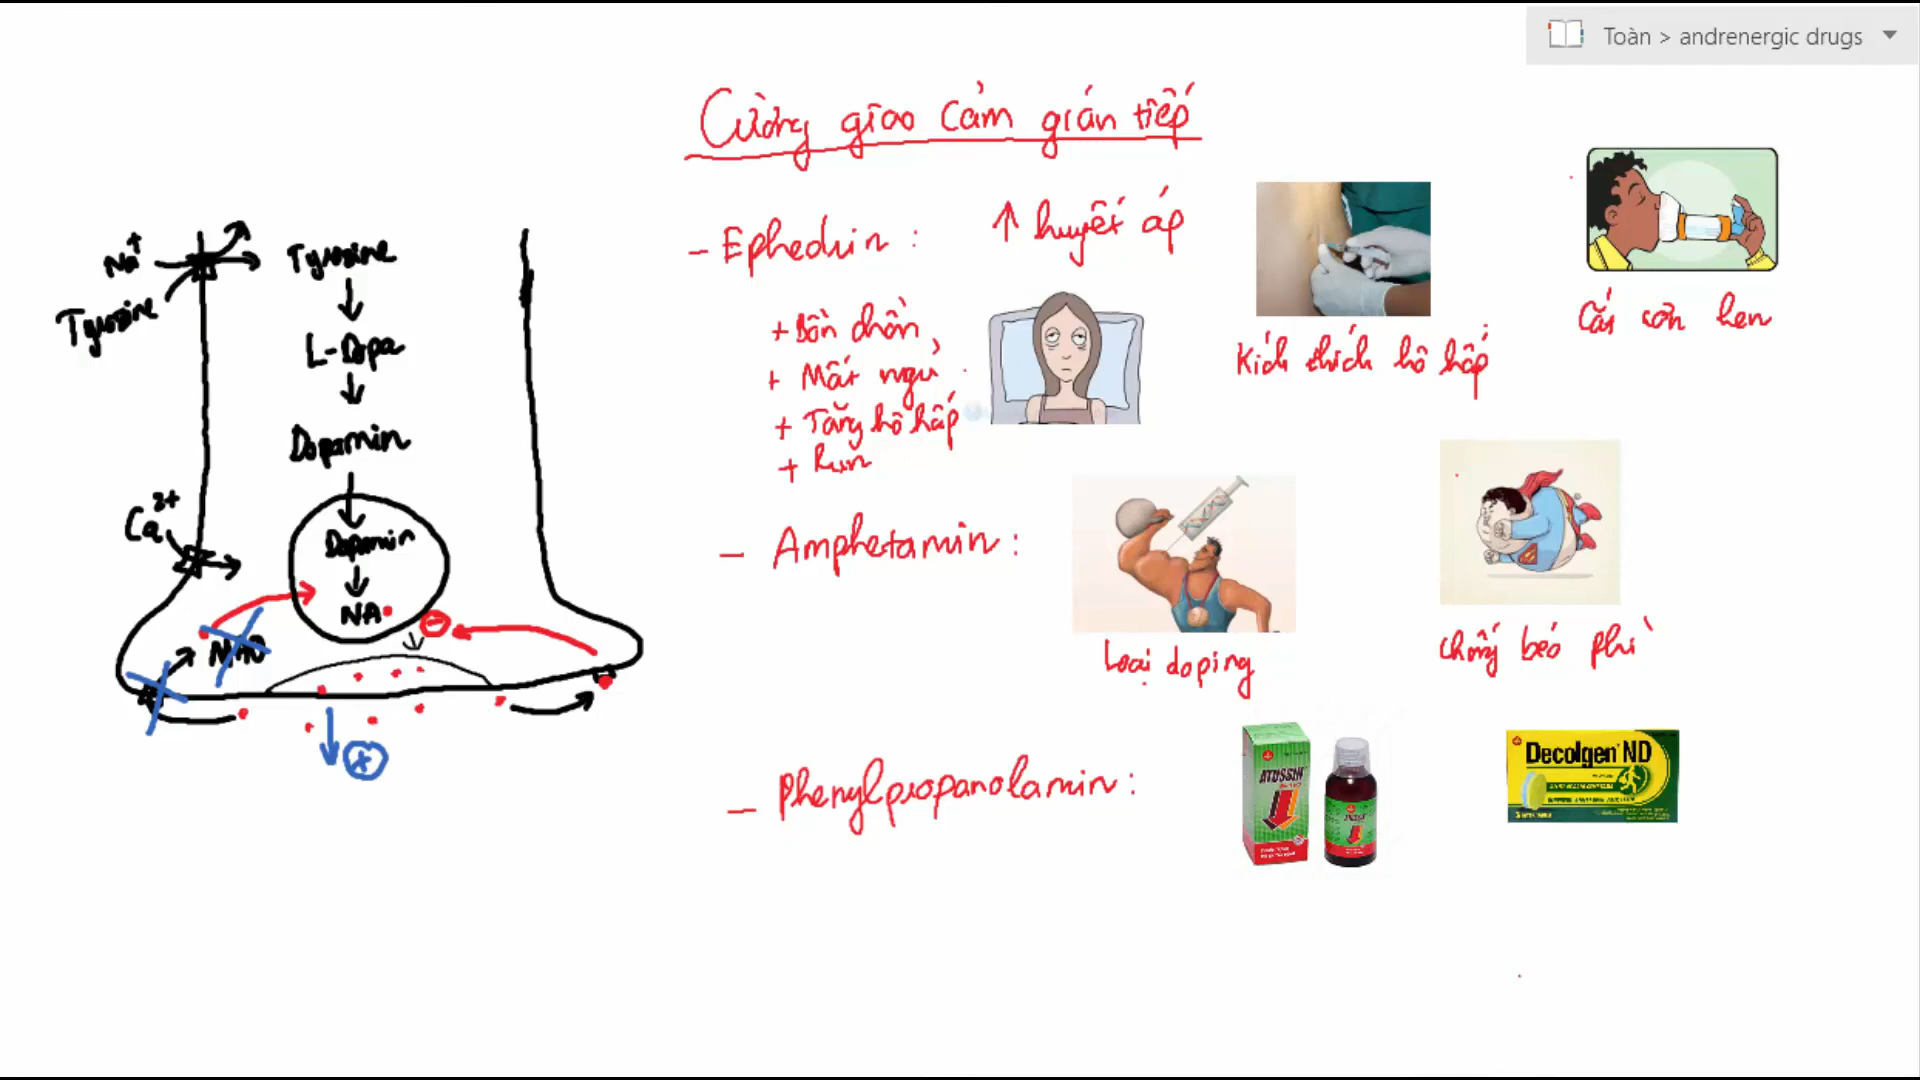 Toàn > andrenergic drugs
Cường giao cảm gián tiếp
- Ephedrin : ↑ huyết áp
+ Bồn chồn,
+ Mất ngủ
+ Tăng hô hấp
+ Run
Kích thích hô hấp
Cắt cơn hen
- Amphetamin :
Loại doping
chống béo phì
- Phenylpropanolamin :
ATUSSIN
Decolgen ND
Na+
Tyrosine
Tyrosine
L-Dopa
Dopamin
Ca2+
Dopamin
NA